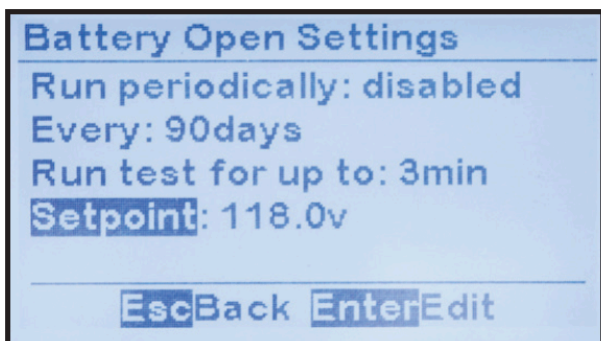 Battery Open Settings
Run periodically: disabled
Every: 90days
Run test for up to: 3min
Setpoint: 118.0v
EscBack EnterEdit